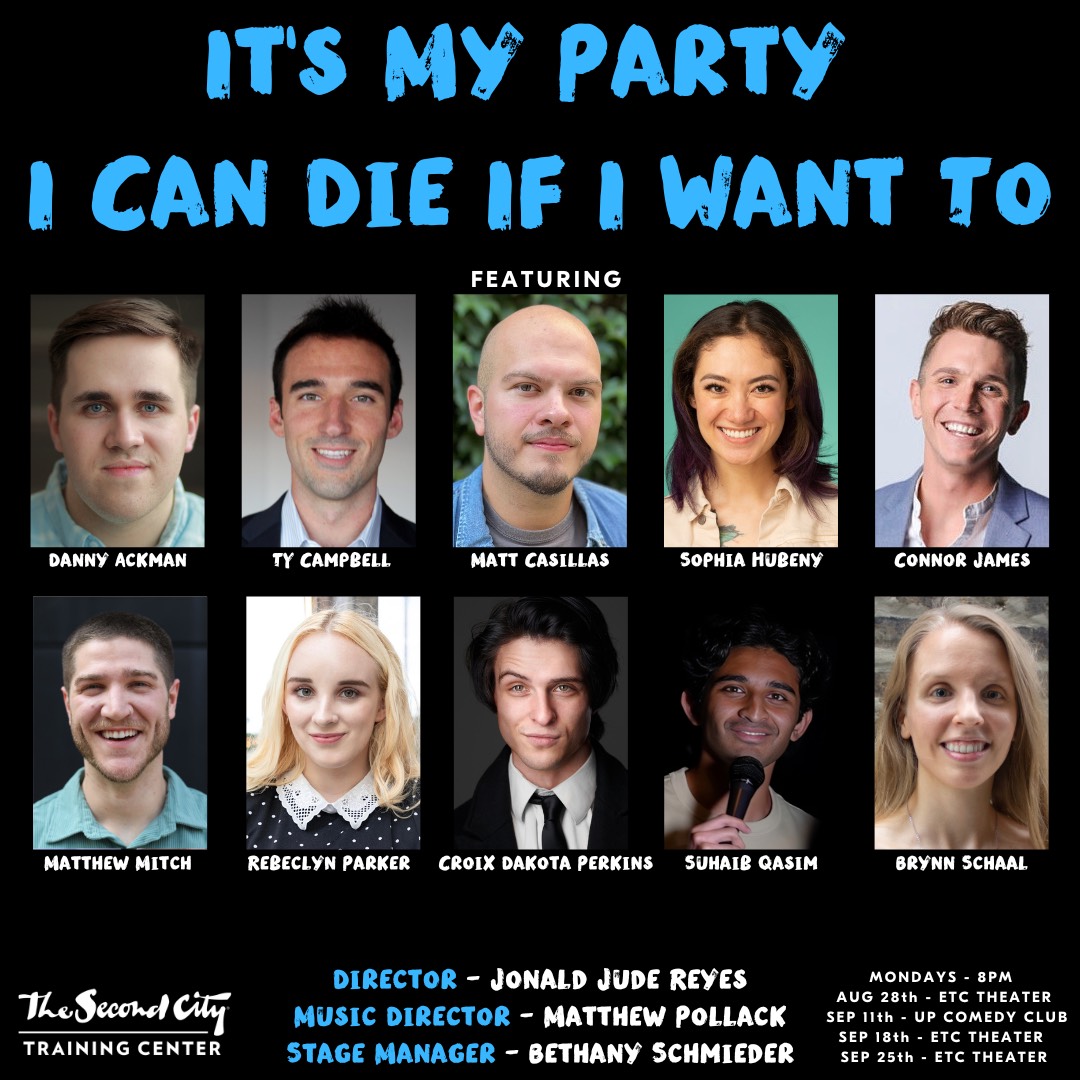 IT'S MY PARTY
I CAN DIE IF I WANT TO
FEATURING
DANNY ACKMAN
TY CAMPBELL
MATT CASILLAS
SOPHIA HUBENY
CONNOR JAMES
MATTHEW MITCH
REBECLYN PARKER
CROIX DAKOTA PERKINS
SUHAIB QASIM
BRYNN SCHAAL
The Second City
TRAINING CENTER
DIRECTOR - JONALD JUDE REYES
MUSIC DIRECTOR - MATTHEW POLLACK
STAGE MANAGER - BETHANY SCHMIEDER
MONDAYS - 8PM
AUG 28th - ETC THEATER
SEP 11th - UP COMEDY CLUB
SEP 18th - ETC THEATER
SEP 25th - ETC THEATER